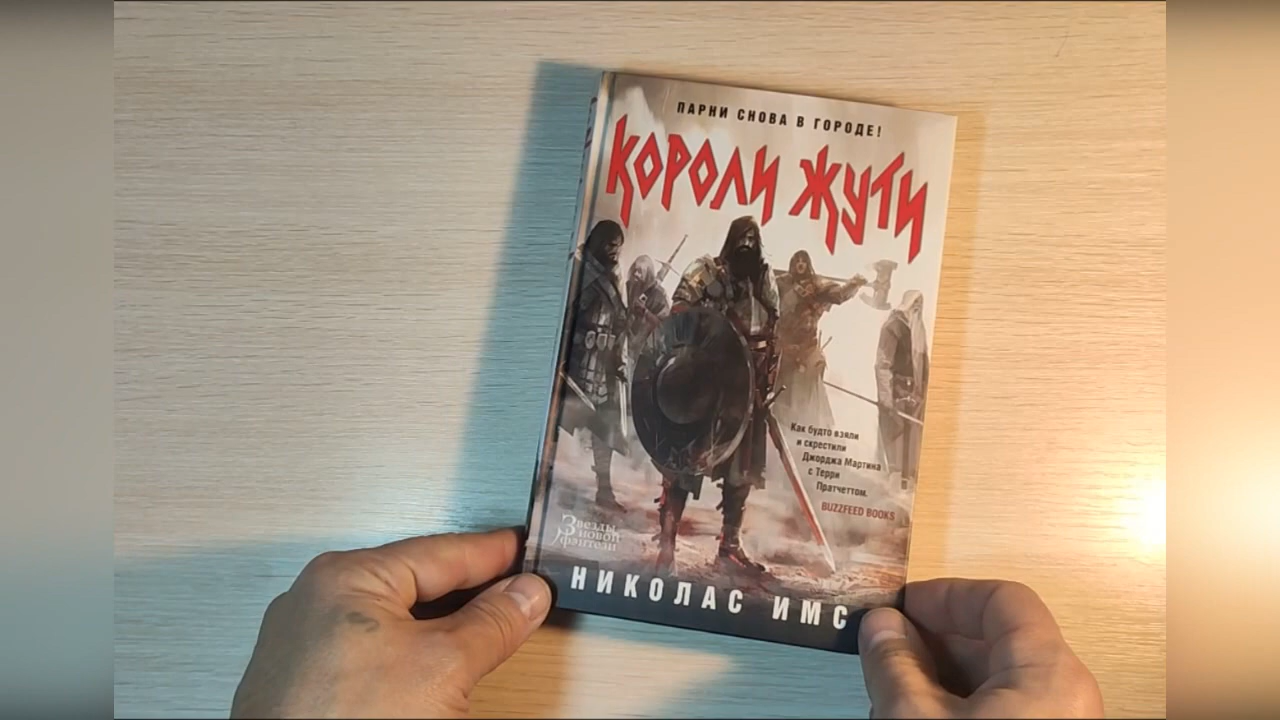 ПАРНИ СНОВА В ГОРОДЕ!
КОРОЛИ ЖУТИ
Как будто взяли
и скрестили
Джорджа Мартина
с Терри
Пратчеттом.
BUZZFEED BOOKS
Звезды
новой
фэнтези
НИКОЛАС ИМС